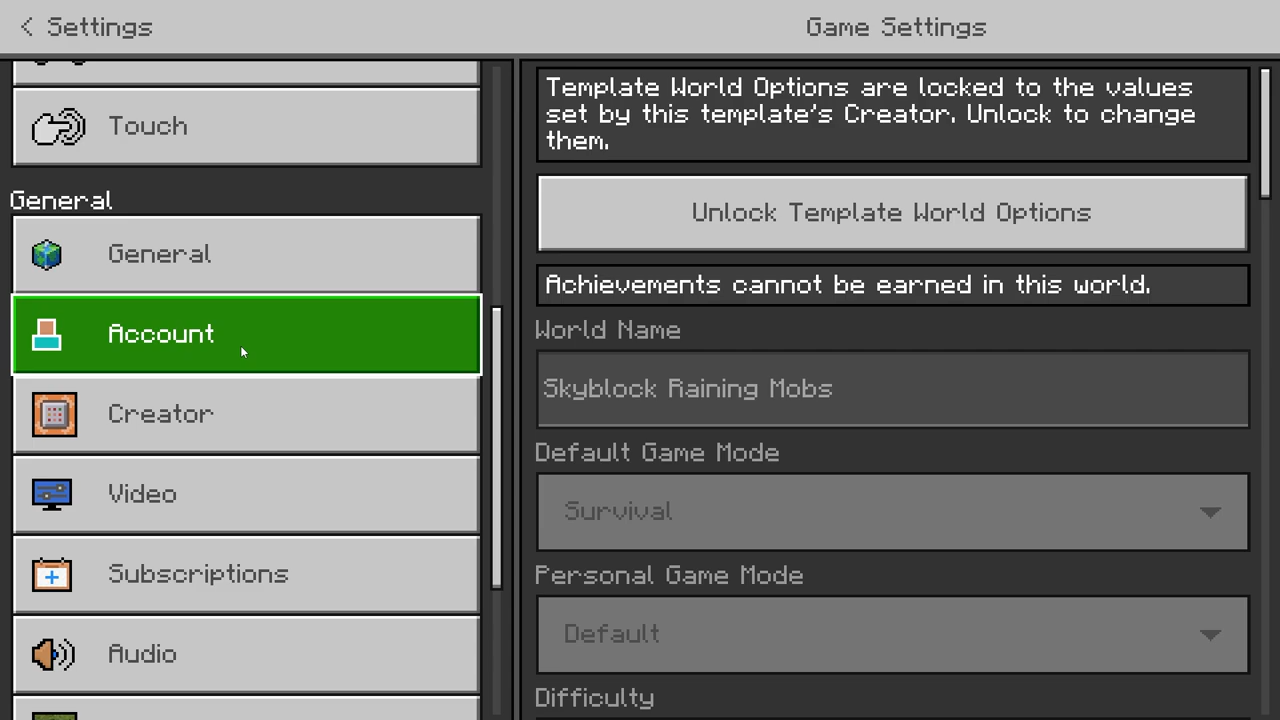 Settings
Game Settings
Touch
General
General
Account
Creator
Video
Subscriptions
Audio
Template World Options are locked to the values
set by this template's Creator. Unlock to change
them.
Unlock Template World Options
Achievements cannot be earned in this world.
World Name
Skyblock Raining Mobs
Default Game Mode
Survival
Personal Game Mode
Default
Difficulty